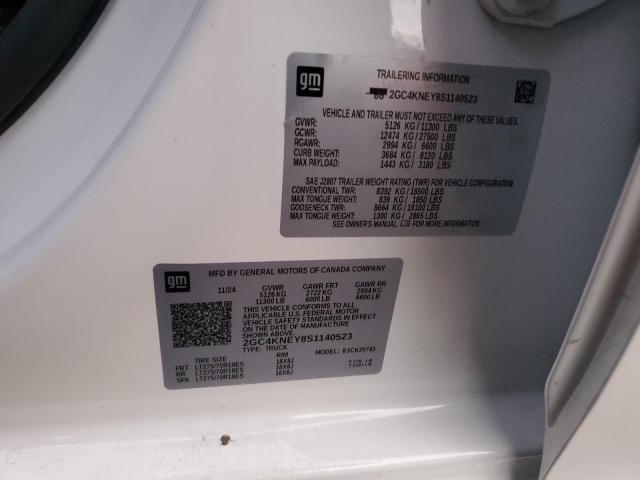 gm
TRAILERING INFORMATION
2GC4KNEY8S1140523
VEHICLE AND TRAILER MUST NOT EXCEED ANY OF THESE VALUES.
GVWR: 5126 KG/11300 LBS
GCWR: 12474 KG/27500 LBS
RGAWR: 2994 KG/ 6600 LBS
CURB WEIGHT: 3684 KG/ 8120 LBS
MAX PAYLOAD: 1443 KG/ 3180 LBS
SAE J2807 TRAILER WEIGHT RATING (TWR) FOR VEHICLE CONFIGURATION.
CONVENTIONAL TWR: 8392 KG/18500 LBS
MAX TONGUE WEIGHT: 839 KG/ 1850 LBS
GOOSENECK TWR: 8664 KG/19100 LBS
MAX TONGUE WEIGHT: 1300 KG/ 2865 LBS
SEE OWNER'S MANUAL FOR MORE INFORMATION
gm
MFD BY GENERAL MOTORS OF CANADA COMPANY
11/24 GVWR GAWR FRT GAWR RR
5126KG 2722 KG 2994 KG
11300 LB 6000 LB 6600 LB
THIS VEHICLE CONFORMS TO ALL
APPLICABLE U.S. FEDERAL MOTOR
VEHICLE SAFETY STANDARDS IN EFFECT
ON THE DATE OF MANUFACTURE
SHOWN ABOVE.
2GC4KNEY8S1140523
TYPE: TRUCK MODEL:
TIRE SIZE RIM
FRT LT275/70R18ES 18X8J
RR LT275/70R18ES 18X8J
SPA LT275/70R18ES 18X8J